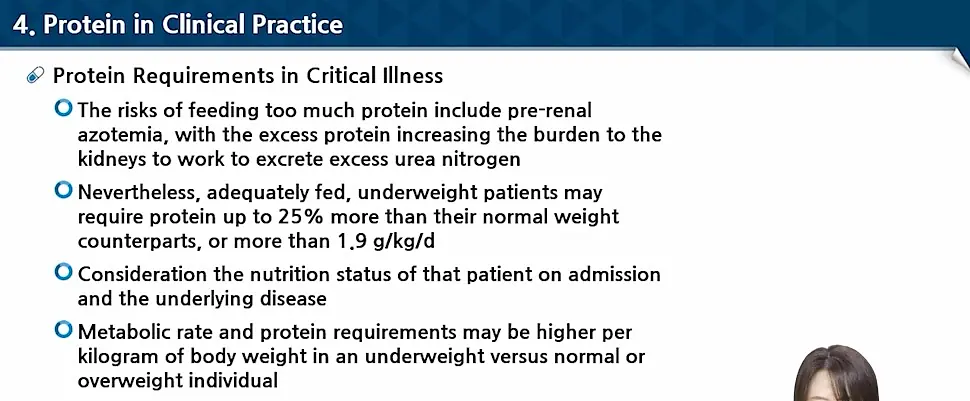 4. Protein in Clinical Practice
Protein Requirements in Critical Illness
The risks of feeding too much protein include pre-renal
azotemia, with the excess protein increasing the burden to the
kidneys to work to excrete excess urea nitrogen
Nevertheless, adequately fed, underweight patients may
require protein up to 25% more than their normal weight
counterparts, or more than 1.9 g/kg/d
Consideration the nutrition status of that patient on admission
and the underlying disease
Metabolic rate and protein requirements may be higher per
kilogram of body weight in an underweight versus normal or
overweight individual